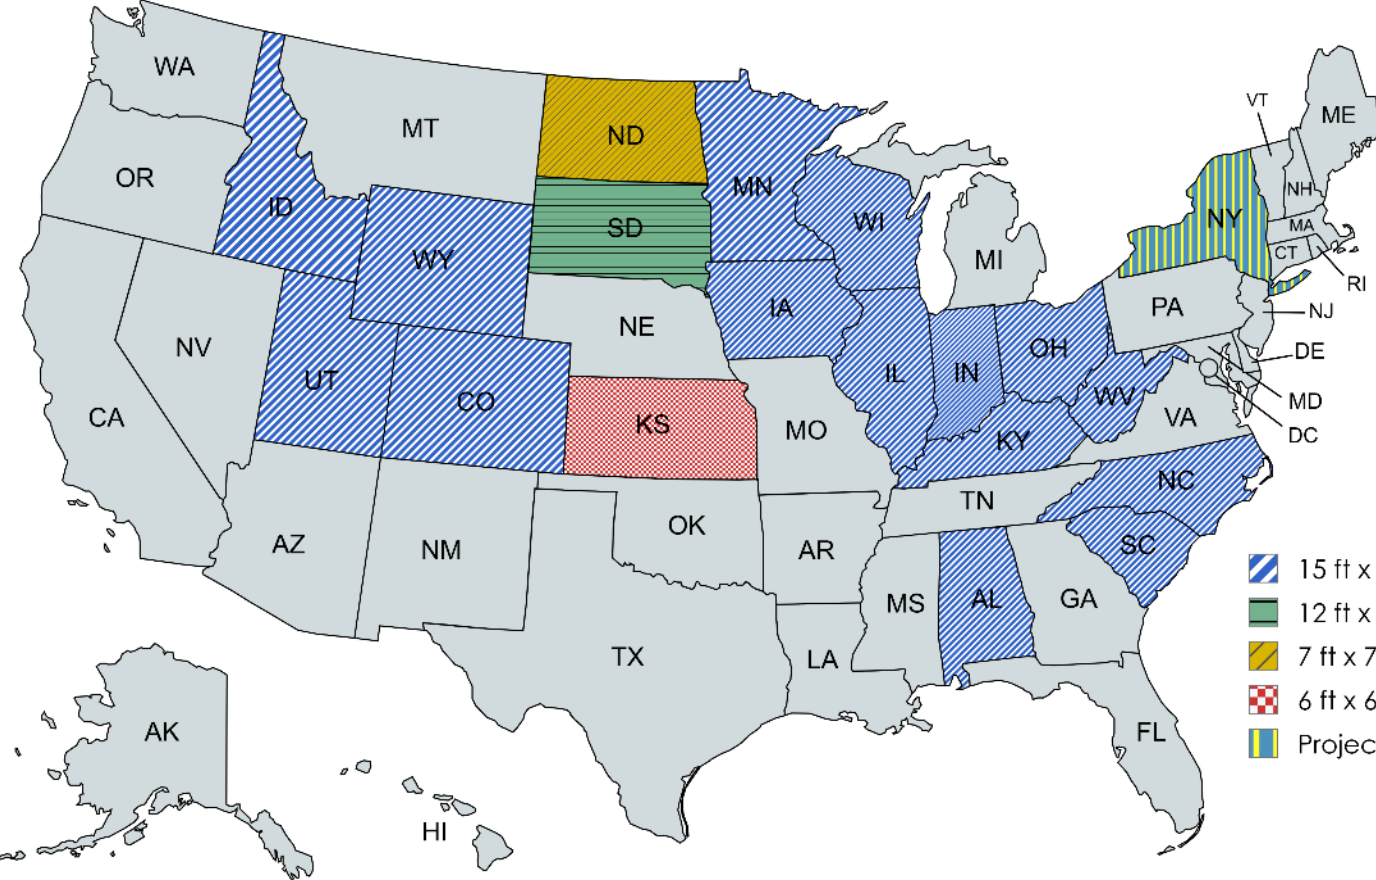 WA
MT
ND
MN
OR
ID
WY
SD
WI
MI
NY
VT
ME
NH
MA
CT
RI
NV
UT
CO
NE
IA
IL
IN
OH
PA
NJ
DE
MD
DC
CA
KS
MO
KY
WV
VA
AZ
NM
OK
AR
TN
NC
SC
TX
LA
MS
AL
GA
FL
AK
HI
15 ft x
12 ft x
7 ft x 7
6 ft x 6
Projec